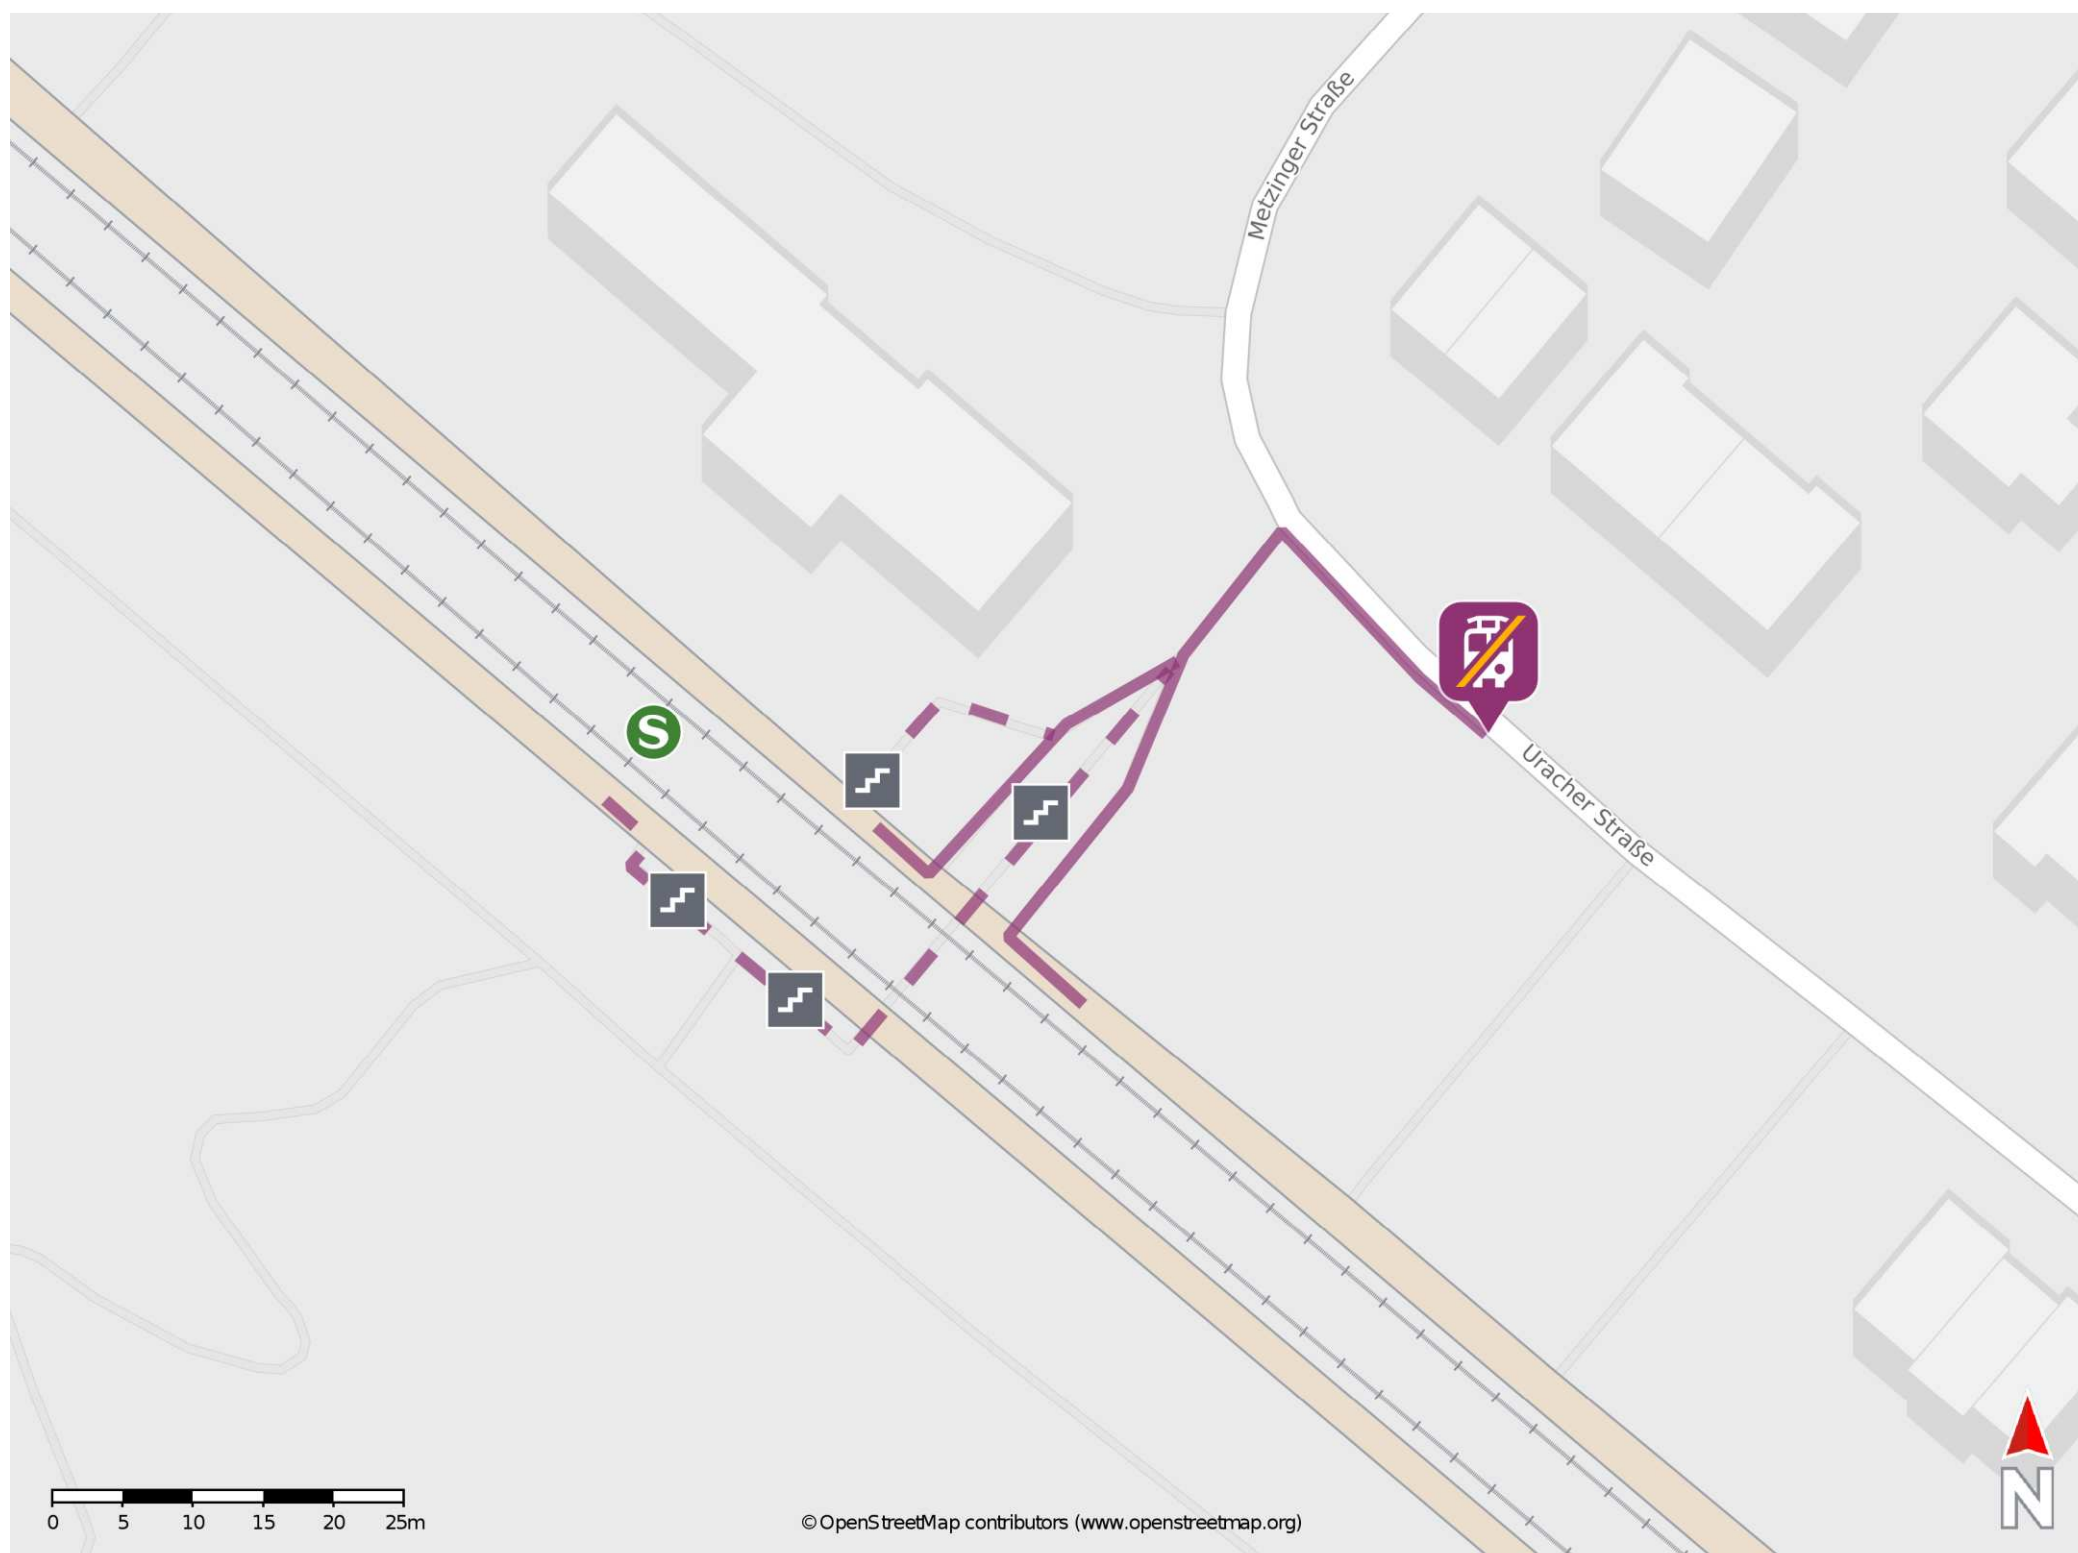 Metzinger Straße
S
Uracher Straße
0 5 10 15 20 25m
© OpenStreetMap contributors (www.openstreetmap.org)
N